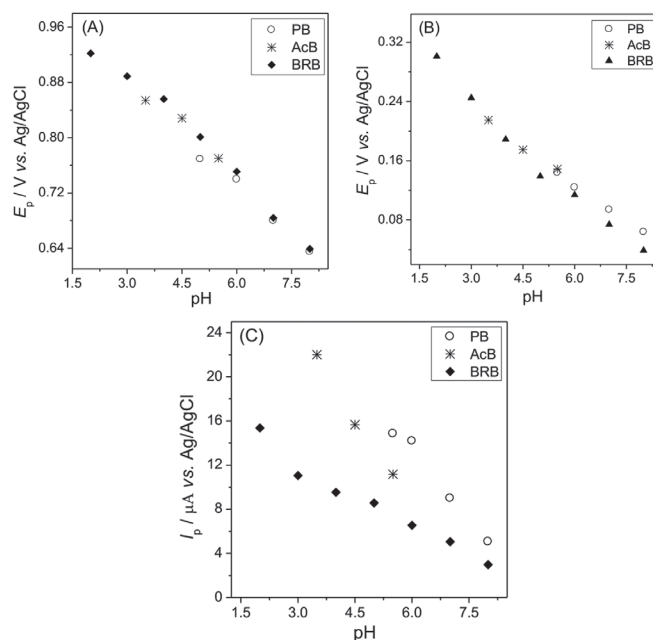 (A)
PB
AcB
BRB
0.96
0.88
0.80
0.72
0.64
Ep / V vs. Ag/AgCl
1.5 3.0 4.5 6.0 7.5
pH
(B)
PB
AcB
BRB
0.32
0.24
0.16
0.08
Ep / V vs. Ag/AgCl
1.5 3.0 4.5 6.0 7.5
pH
(C)
PB
AcB
BRB
24
20
16
12
8
4
0
Ip / μA vs. Ag/AgCl
1.5 3.0 4.5 6.0 7.5
pH